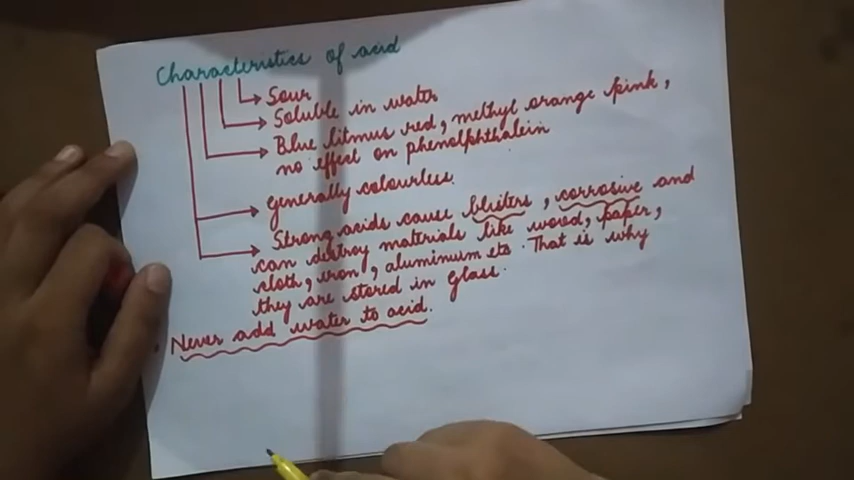 Characteristics of acid
Sour
Soluble in water
Blue litmus red, methyl orange pink,
no effect on phenolphthalein
generally colourless.
Strong acids cause blisters, corrosive and
can destroy materials like wood, paper,
cloth, iron, aluminum etc. That is why
they are stored in glass.
Never add water to acid.